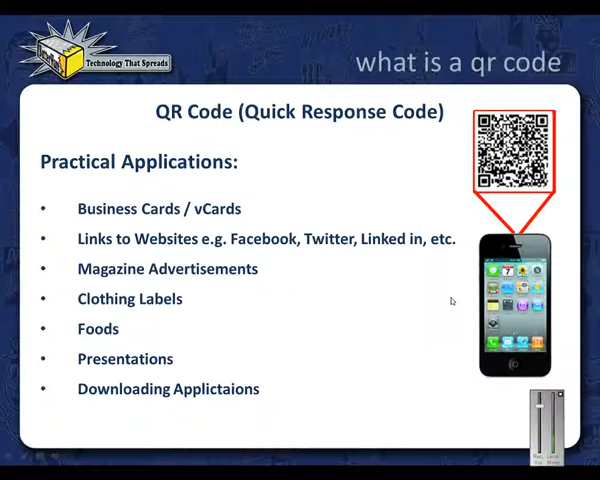 Technology That Spreads
what is a qr code
QR Code (Quick Response Code)
Practical Applications:
• Business Cards / vCards
• Links to Websites e.g. Facebook, Twitter, Linked in, etc.
• Magazine Advertisements
• Clothing Labels
• Foods
• Presentations
• Downloading Applictaions
7